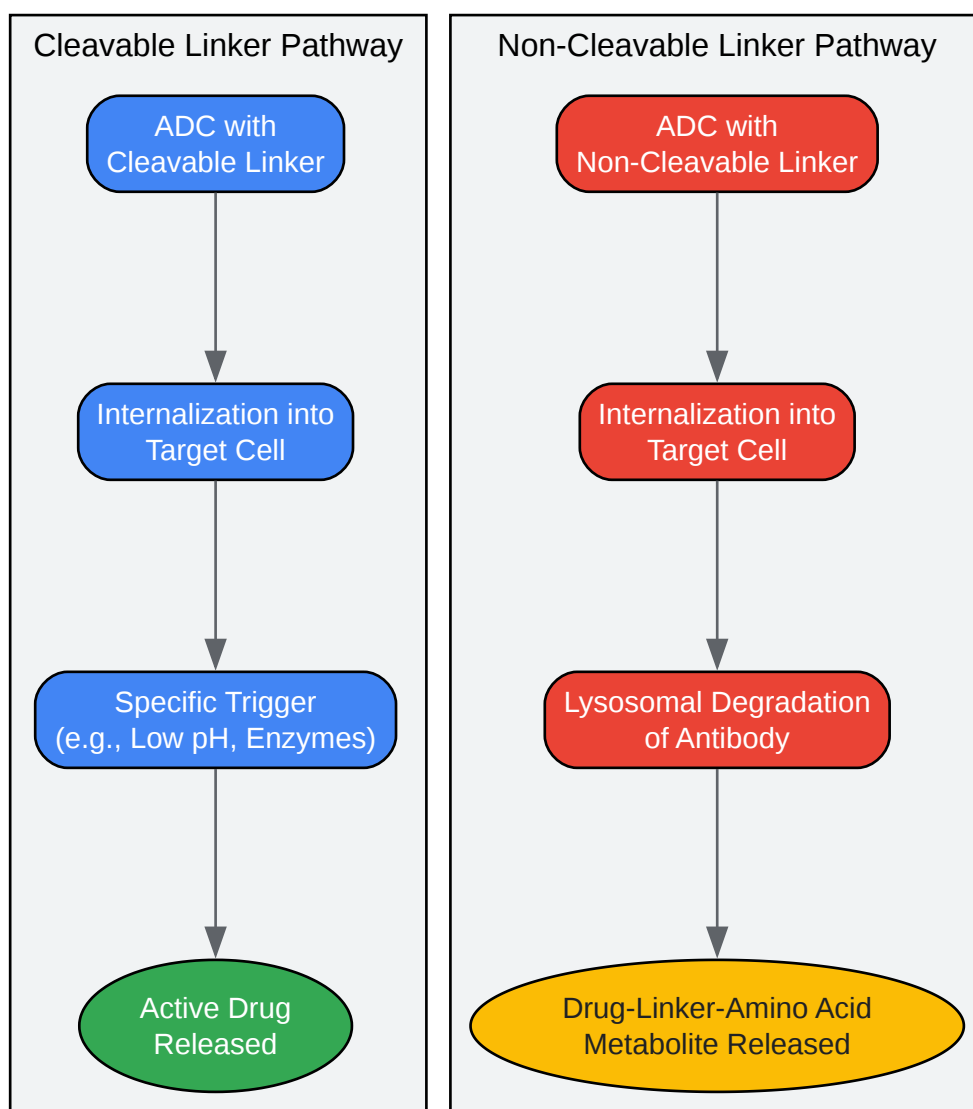 Cleavable Linker Pathway
ADC with
Cleavable Linker
Internalization into
Target Cell
Specific Trigger
(e.g., Low pH, Enzymes)
Active Drug
Released
Non-Cleavable Linker Pathway
ADC with
Non-Cleavable Linker
Internalization into
Target Cell
Lysosomal Degradation
of Antibody
Drug-Linker-Amino Acid
Metabolite Released